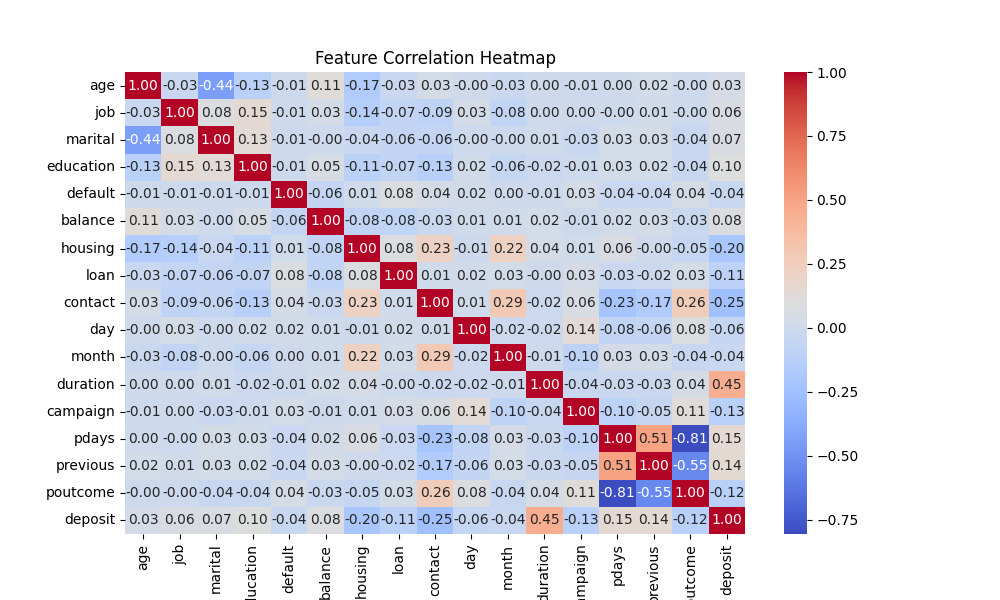 Feature Correlation Heatmap
age 1.00 -0.03 -0.44 -0.13 -0.01 0.11 -0.17 -0.03 0.03 -0.00 -0.03 0.00 -0.01 0.00 0.02 -0.00 0.03
job -0.03 1.00 0.08 0.15 -0.01 0.03 -0.14 -0.07 -0.09 0.03 -0.08 0.00 0.00 -0.00 0.01 -0.00 0.06
marital -0.44 0.08 1.00 0.13 -0.01 -0.00 -0.04 -0.06 -0.06 -0.00 -0.00 0.01 -0.03 0.03 0.03 -0.04 0.07
education -0.13 0.15 0.13 1.00 -0.01 0.05 -0.11 -0.07 -0.13 0.02 -0.06 -0.02 -0.01 0.03 0.02 -0.04 0.10
default -0.01 -0.01 -0.01 -0.01 1.00 -0.06 0.01 0.08 0.04 0.02 0.00 -0.01 0.03 -0.04 -0.04 0.04 -0.04
balance 0.11 0.03 -0.00 0.05 -0.06 1.00 -0.08 -0.08 -0.03 0.01 0.01 0.02 -0.01 0.02 0.03 -0.03 0.08
housing -0.17 -0.14 -0.04 -0.11 0.01 -0.08 1.00 0.08 0.23 -0.01 0.22 0.04 0.01 0.06 -0.00 -0.05 -0.20
loan -0.03 -0.07 -0.06 -0.07 0.08 -0.08 0.08 1.00 0.01 0.02 0.03 -0.00 0.03 -0.03 -0.02 0.03 -0.11
contact 0.03 -0.09 -0.06 -0.13 0.04 -0.03 0.23 0.01 1.00 0.01 0.29 -0.02 0.06 -0.23 -0.17 0.26 -0.25
day -0.00 0.03 -0.00 0.02 0.02 0.01 -0.01 0.02 0.01 1.00 -0.02 -0.02 0.14 -0.08 -0.06 0.08 -0.06
month -0.03 -0.08 -0.00 -0.06 0.00 0.01 0.22 0.03 0.29 -0.02 1.00 -0.01 -0.10 0.03 0.03 -0.04 -0.04
duration 0.00 0.00 0.01 -0.02 -0.01 0.02 0.04 -0.00 -0.02 -0.02 -0.01 1.00 -0.04 -0.03 -0.03 0.04 0.45
campaign -0.01 0.00 -0.03 -0.01 0.03 -0.01 0.01 0.03 0.06 0.14 -0.10 -0.04 1.00 -0.10 -0.05 0.11 -0.13
pdays 0.00 -0.00 0.03 0.03 -0.04 0.02 0.06 -0.03 -0.23 -0.08 0.03 -0.03 -0.10 1.00 0.51 -0.81 0.15
previous 0.02 0.01 0.03 0.02 -0.04 0.03 -0.00 -0.02 -0.17 -0.06 0.03 -0.03 -0.05 0.51 1.00 -0.55 0.14
poutcome -0.00 -0.00 -0.04 -0.04 0.04 -0.03 -0.05 0.03 0.26 0.08 -0.04 0.04 0.11 -0.81 -0.55 1.00 -0.12
deposit 0.03 0.06 0.07 0.10 -0.04 0.08 -0.20 -0.11 -0.25 -0.06 -0.04 0.45 -0.13 0.15 0.14 -0.12 1.00
age
job
marital
ducation
default
balance
housing
loan
contact
day
month
duration
mpaign
pdays
revious
utcome
deposit
1.00
0.75
0.50
0.25
0.00
−0.25
−0.50
−0.75